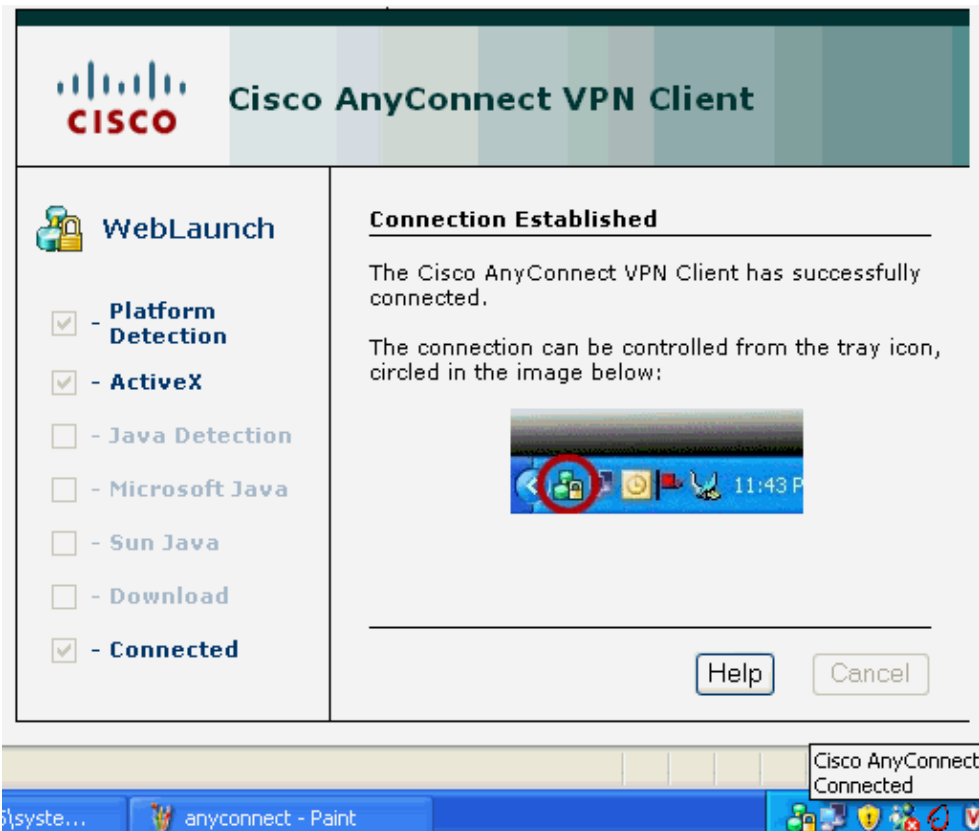 CISCO
Cisco AnyConnect VPN Client
WebLaunch
- Platform
Detection
- ActiveX
- Java Detection
- Microsoft Java
- Sun Java
- Download
- Connected
Connection Established
The Cisco AnyConnect VPN Client has successfully
connected.
The connection can be controlled from the tray icon,
circled in the image below:
11:43 P
Help
Cancel
Cisco AnyConnect
Connected
\syste...
anyconnect - Paint